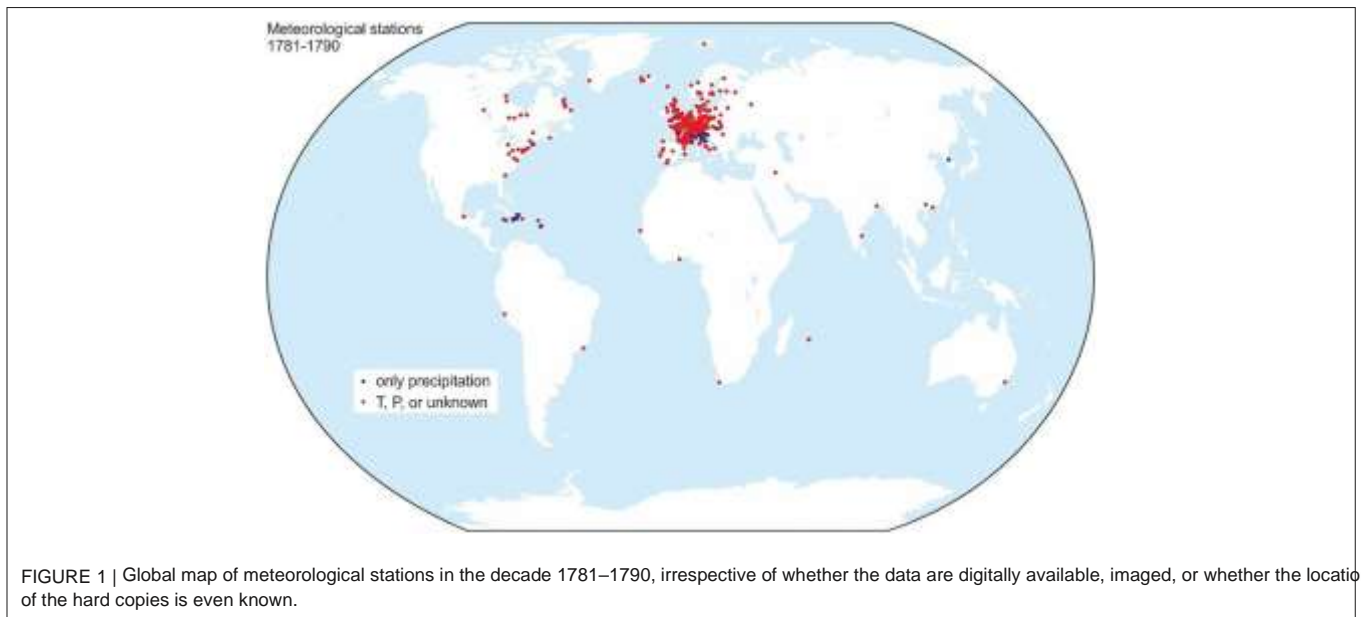 Meteorological stations
1781-1790
• only precipitation
• T, P, or unknown
FIGURE 1 | Global map of meteorological stations in the decade 1781–1790, irrespective of whether the data are digitally available, imaged, or whether the locatio
of the hard copies is even known.